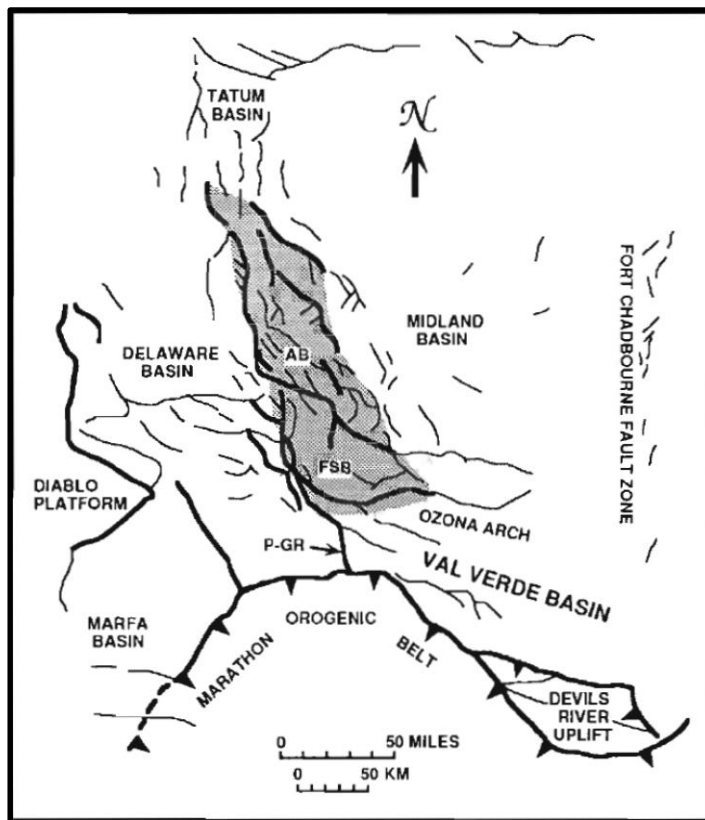 TATUM
BASIN
N
FORT CHADBOURNE FAULT ZONE
MIDLAND
BASIN
DELAWARE
BASIN
AB
FSB
DIABLO
PLATFORM
OZONA ARCH
P-GR
VAL VERDE BASIN
MARFA
BASIN
MARATHON
OROGENIC
BELT
DEVILS
RIVER
UPLIFT
0 50 MILES
0 50 KM